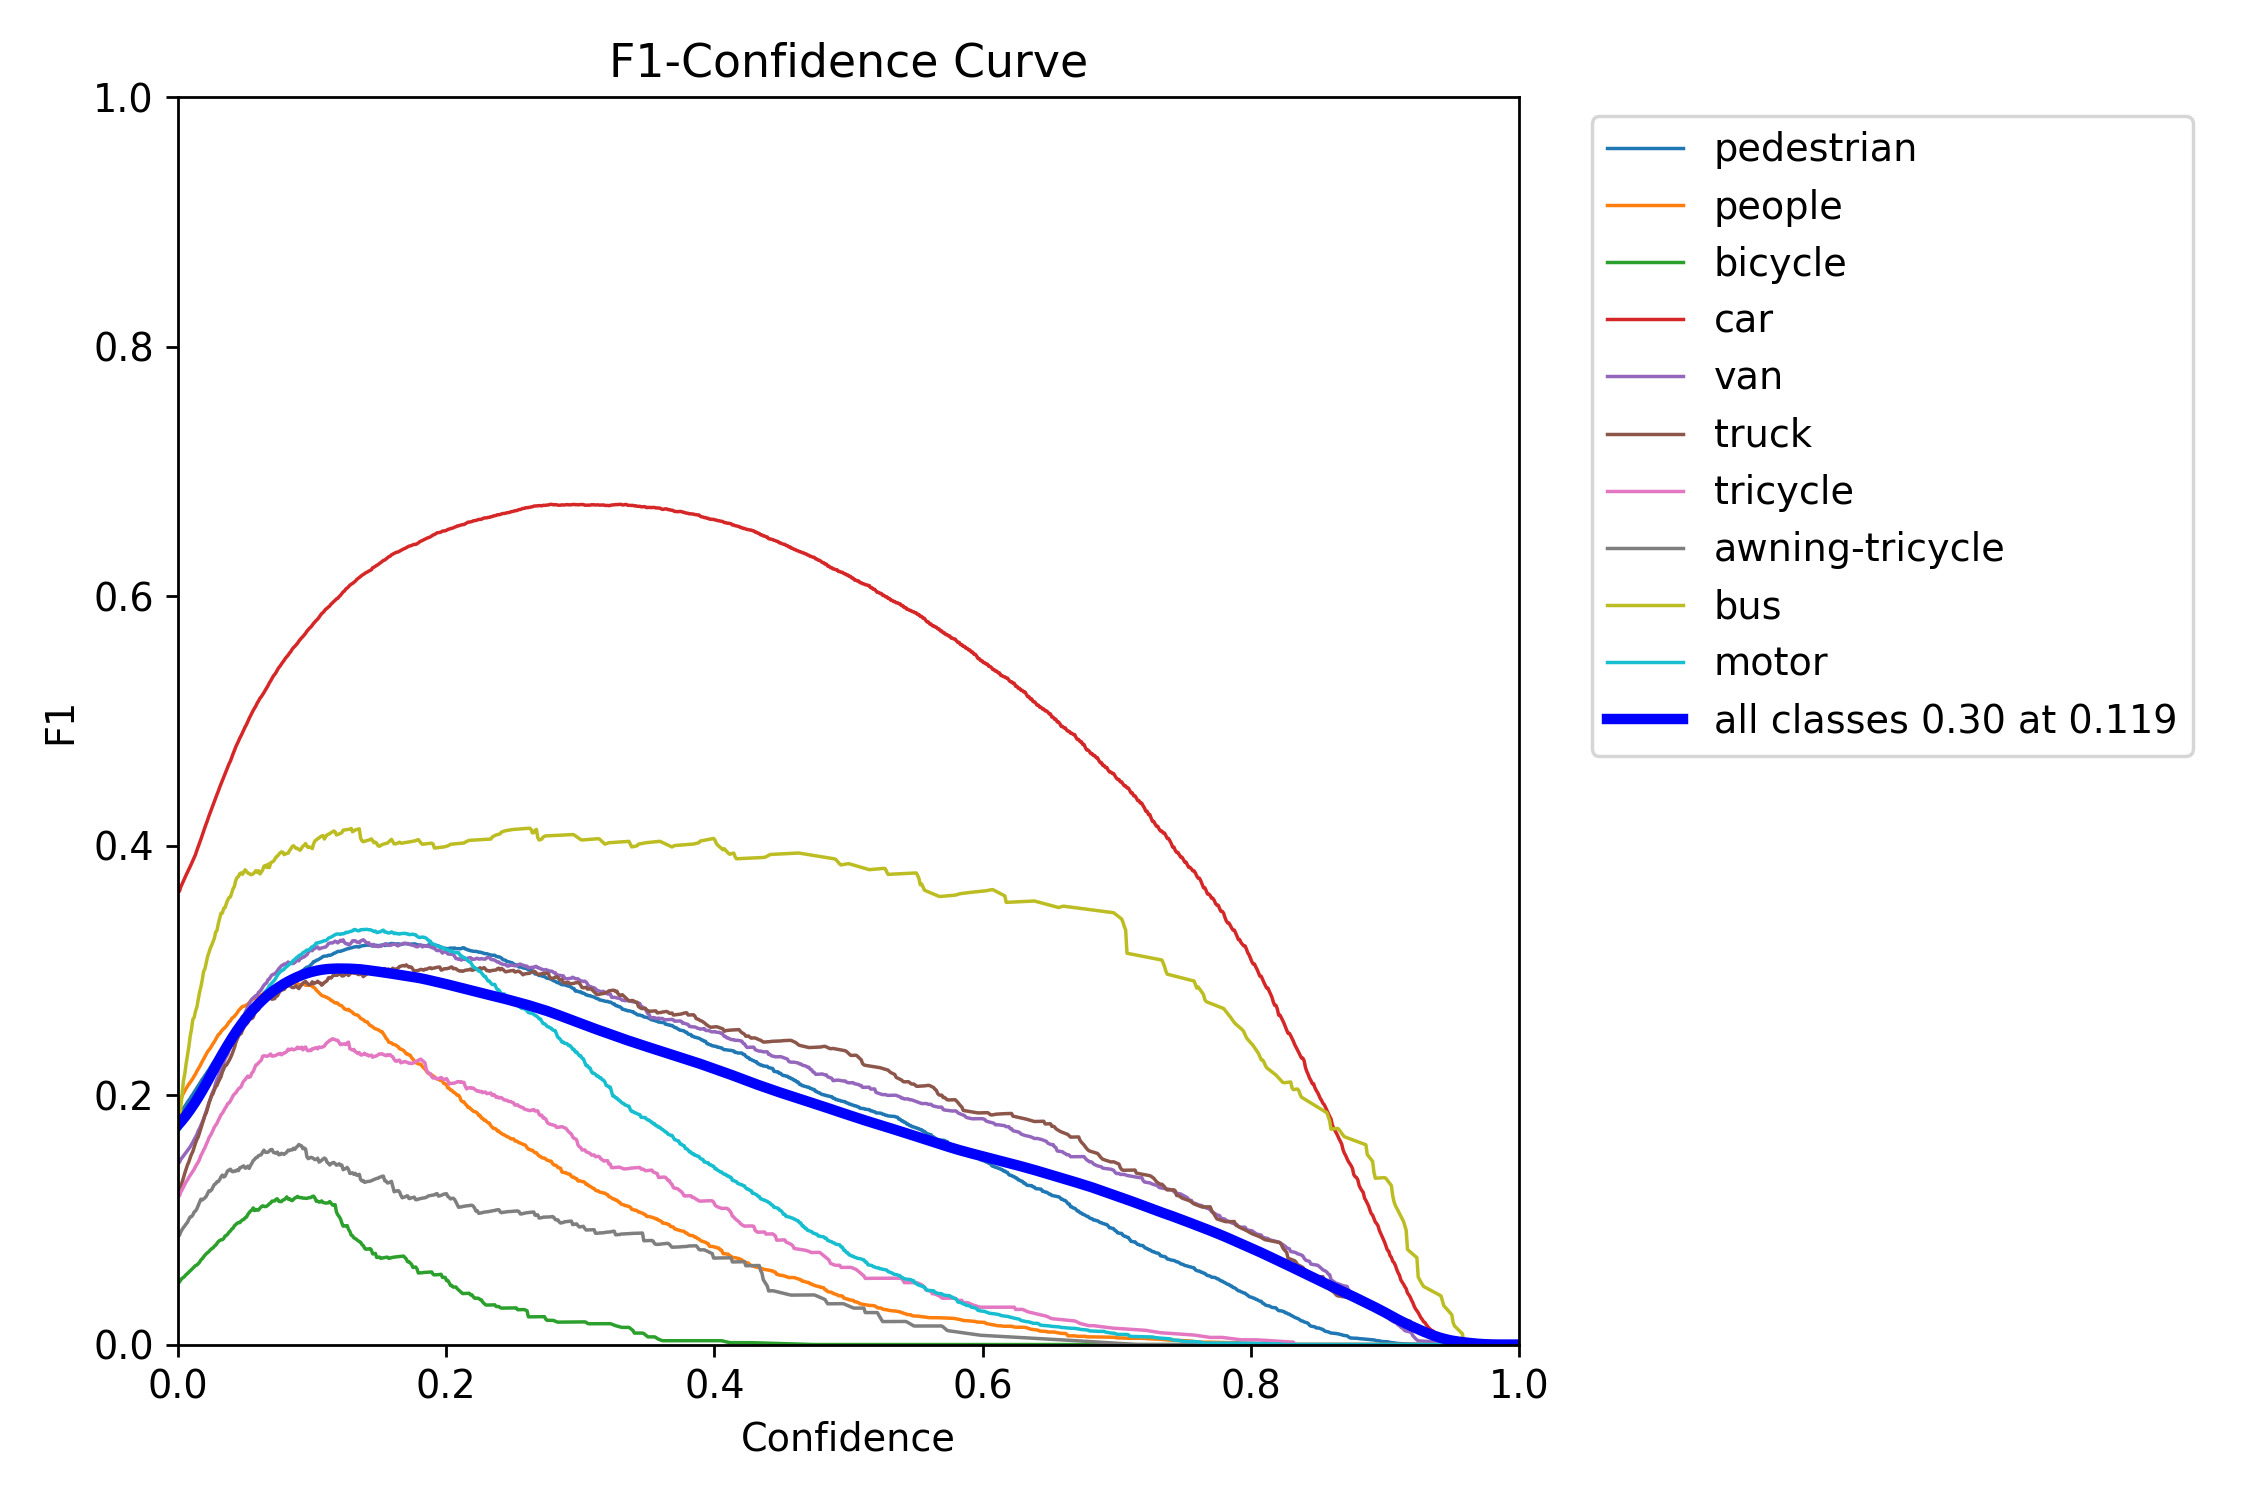 F1-Confidence Curve
1.0
0.8
0.6
0.4
0.2
0.0
F1
0.0 0.2 0.4 0.6 0.8 1.0
Confidence
pedestrian
people
bicycle
car
van
truck
tricycle
awning-tricycle
bus
motor
all classes 0.30 at 0.119